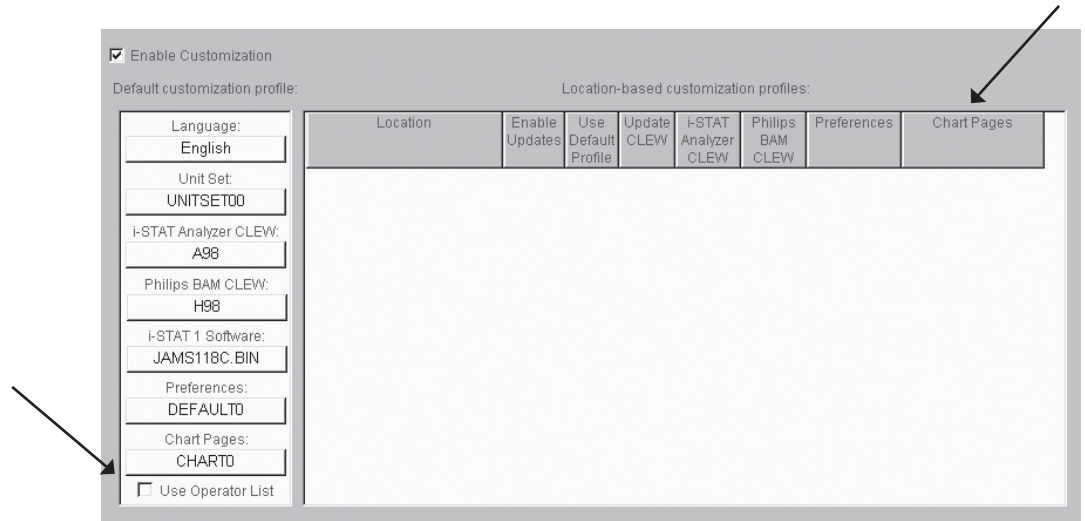 Enable Customization
Default customization profile:
Location-based customization profiles:
Language:
English
Unit Set:
UNITSET00
i-STAT Analyzer CLEW:
A98
Philips BAM CLEW:
H98
i-STAT 1 Software:
JAMS118C.BIN
Preferences:
DEFAULT0
Chart Pages:
CHART0
Use Operator List
Location
Enable
Updates
Use
Default
Profile
Update
CLEW
i-STAT
Analyzer
CLEW
Philips
BAM
CLEW
Preferences
Chart Pages